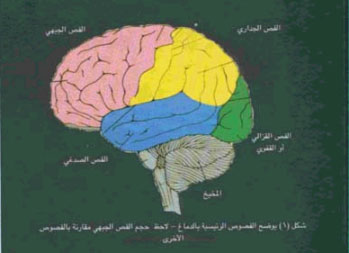 الفص الجداري
الفص الجبهي
الفص القزالي
أو القفوي
الفص الصدغي
المخيخ
شكل (١) يوضح الفصوص الرئيسية بالدماغ - لاحظ حجم الفص الجبهي مقارنة بالفصوص
الأخرى